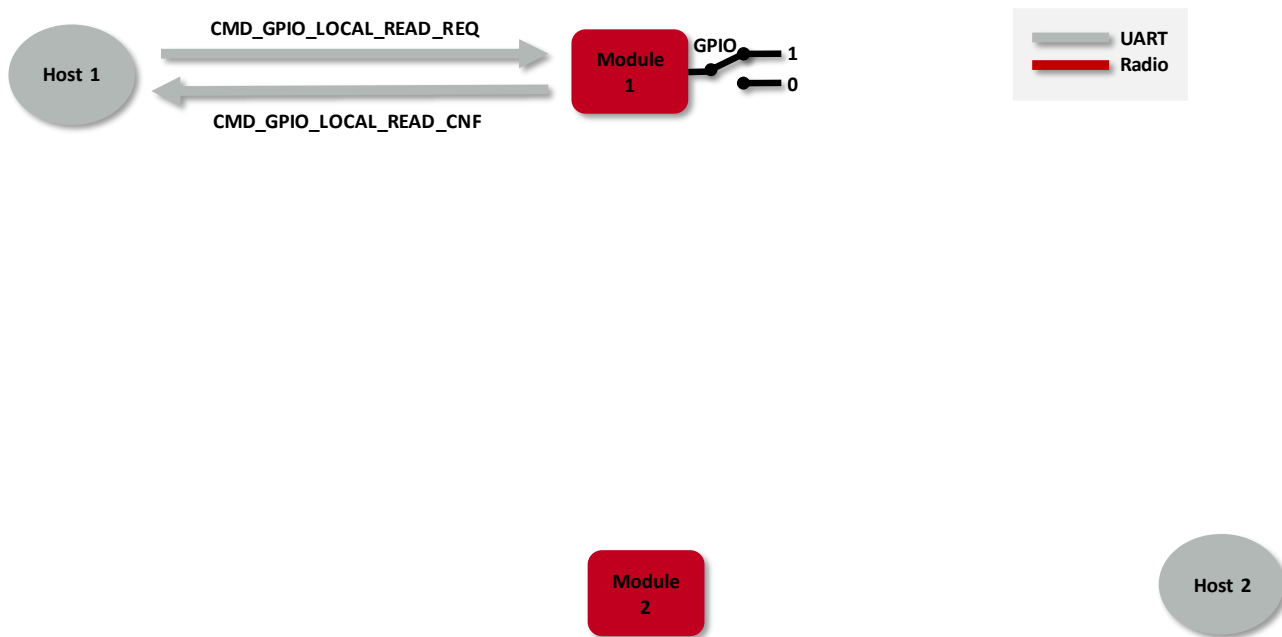 CMD_GPIO_LOCAL_READ_REQ
Host 1
Module
1
GPIO
1
0
CMD_GPIO_LOCAL_READ_CNF
UART
Radio
Module
2
Host 2